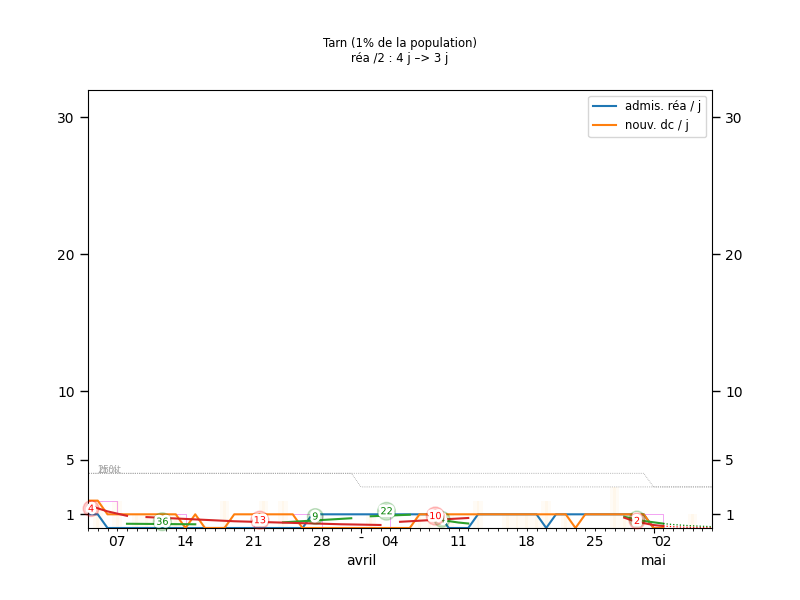 Tarn (1% de la population)
réa /2 : 4 j –> 3 j
admis. réa / j
nouv. dc / j
30 30
20 20
10 10
5 5
1 1
4 36 13 9 22 10 2
07 14 21 28 - 04 11 18 25 - 02
avril mai